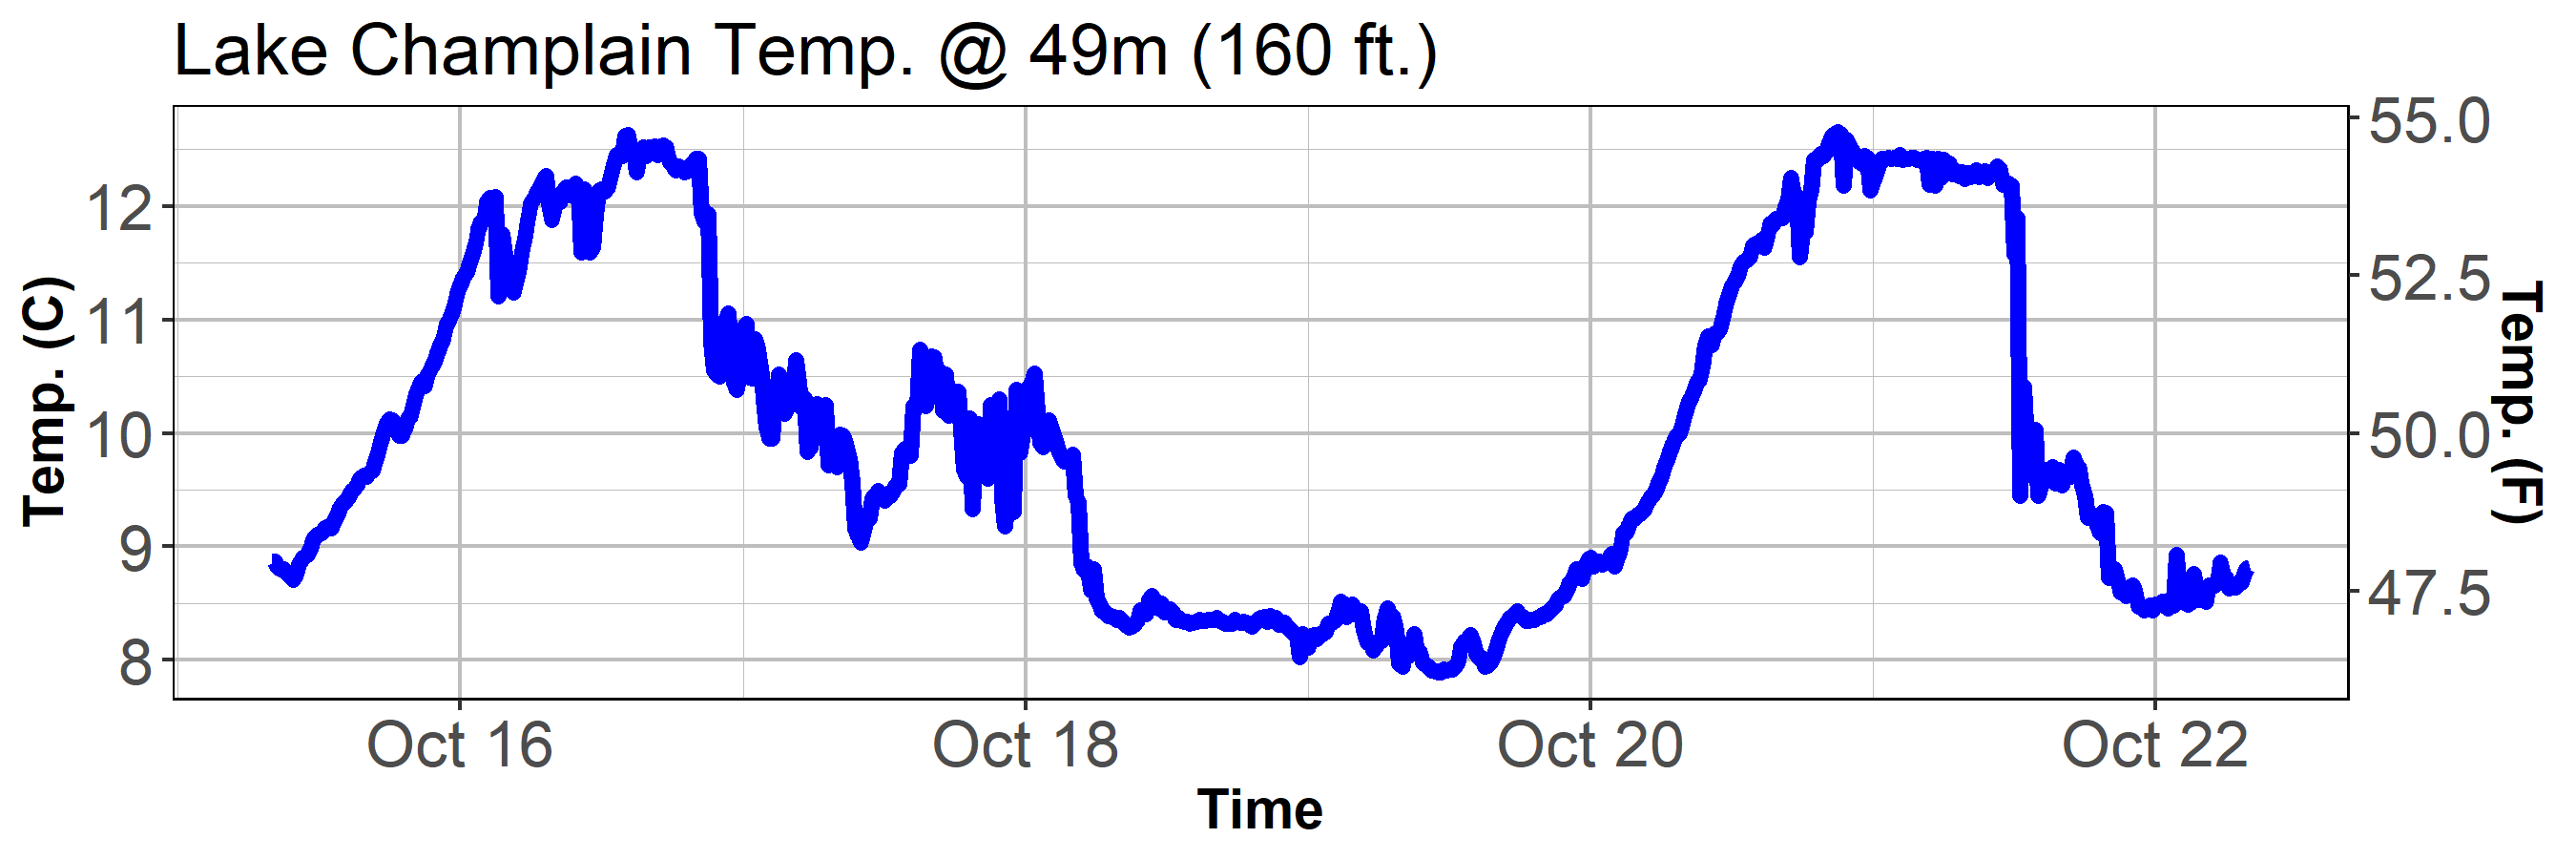 Lake Champlain Temp. @ 49m (160 ft.)
Temp. (C)
12
11
10
9
8
55.0
52.5
50.0
47.5
Temp. (F)
Oct 16 Oct 18 Oct 20 Oct 22
Time